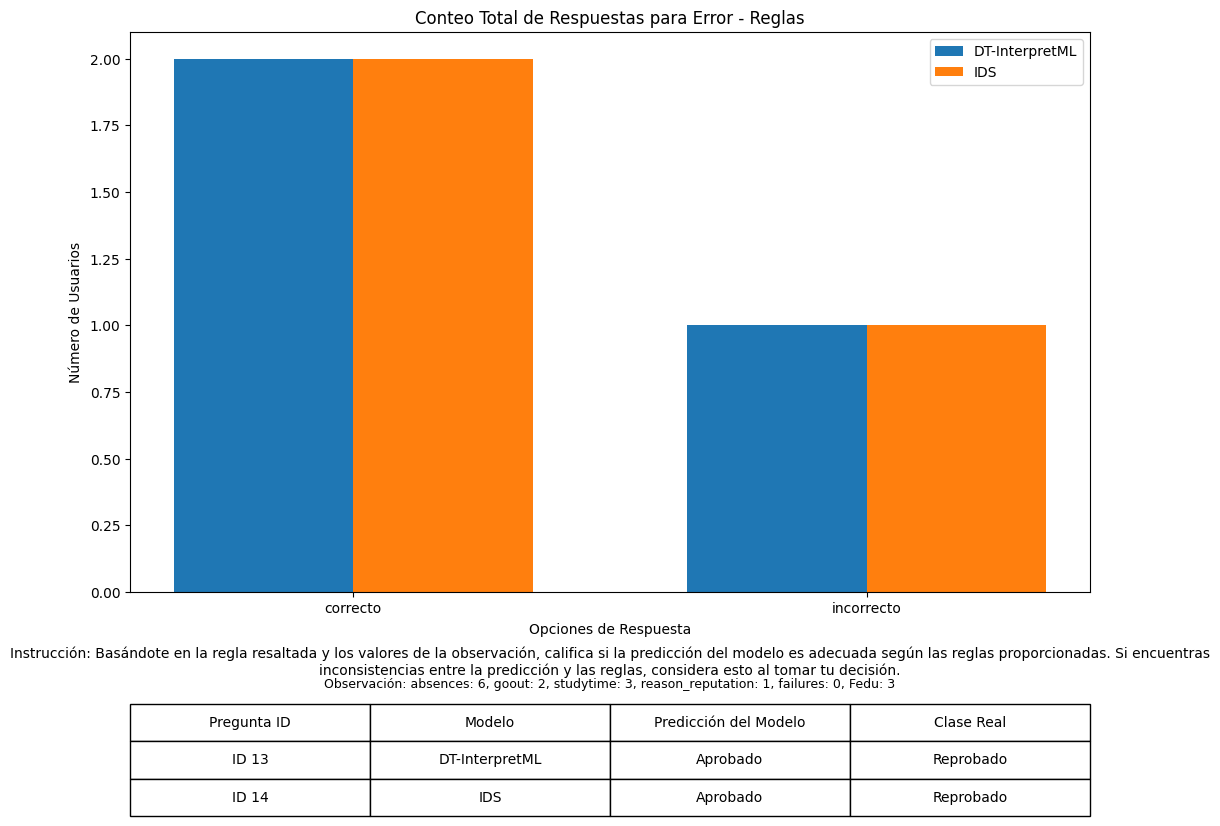 Conteo Total de Respuestas para Error - Reglas
DT-InterpretML
IDS
2.00
1.75
1.50
1.25
1.00
0.75
0.50
0.25
0.00
Número de Usuarios
correcto
incorrecto
Opciones de Respuesta
Instrucción: Basándote en la regla resaltada y los valores de la observación, califica si la predicción del modelo es adecuada según las reglas proporcionadas. Si encuentras
inconsistencias entre la predicción y las reglas, considera esto al tomar tu decisión.
Observación: absences: 6, goout: 2, studytime: 3, reason_reputation: 1, failures: 0, Fedu: 3
Pregunta ID Modelo Predicción del Modelo Clase Real
ID 13 DT-InterpretML Aprobado Reprobado
ID 14 IDS Aprobado Reprobado